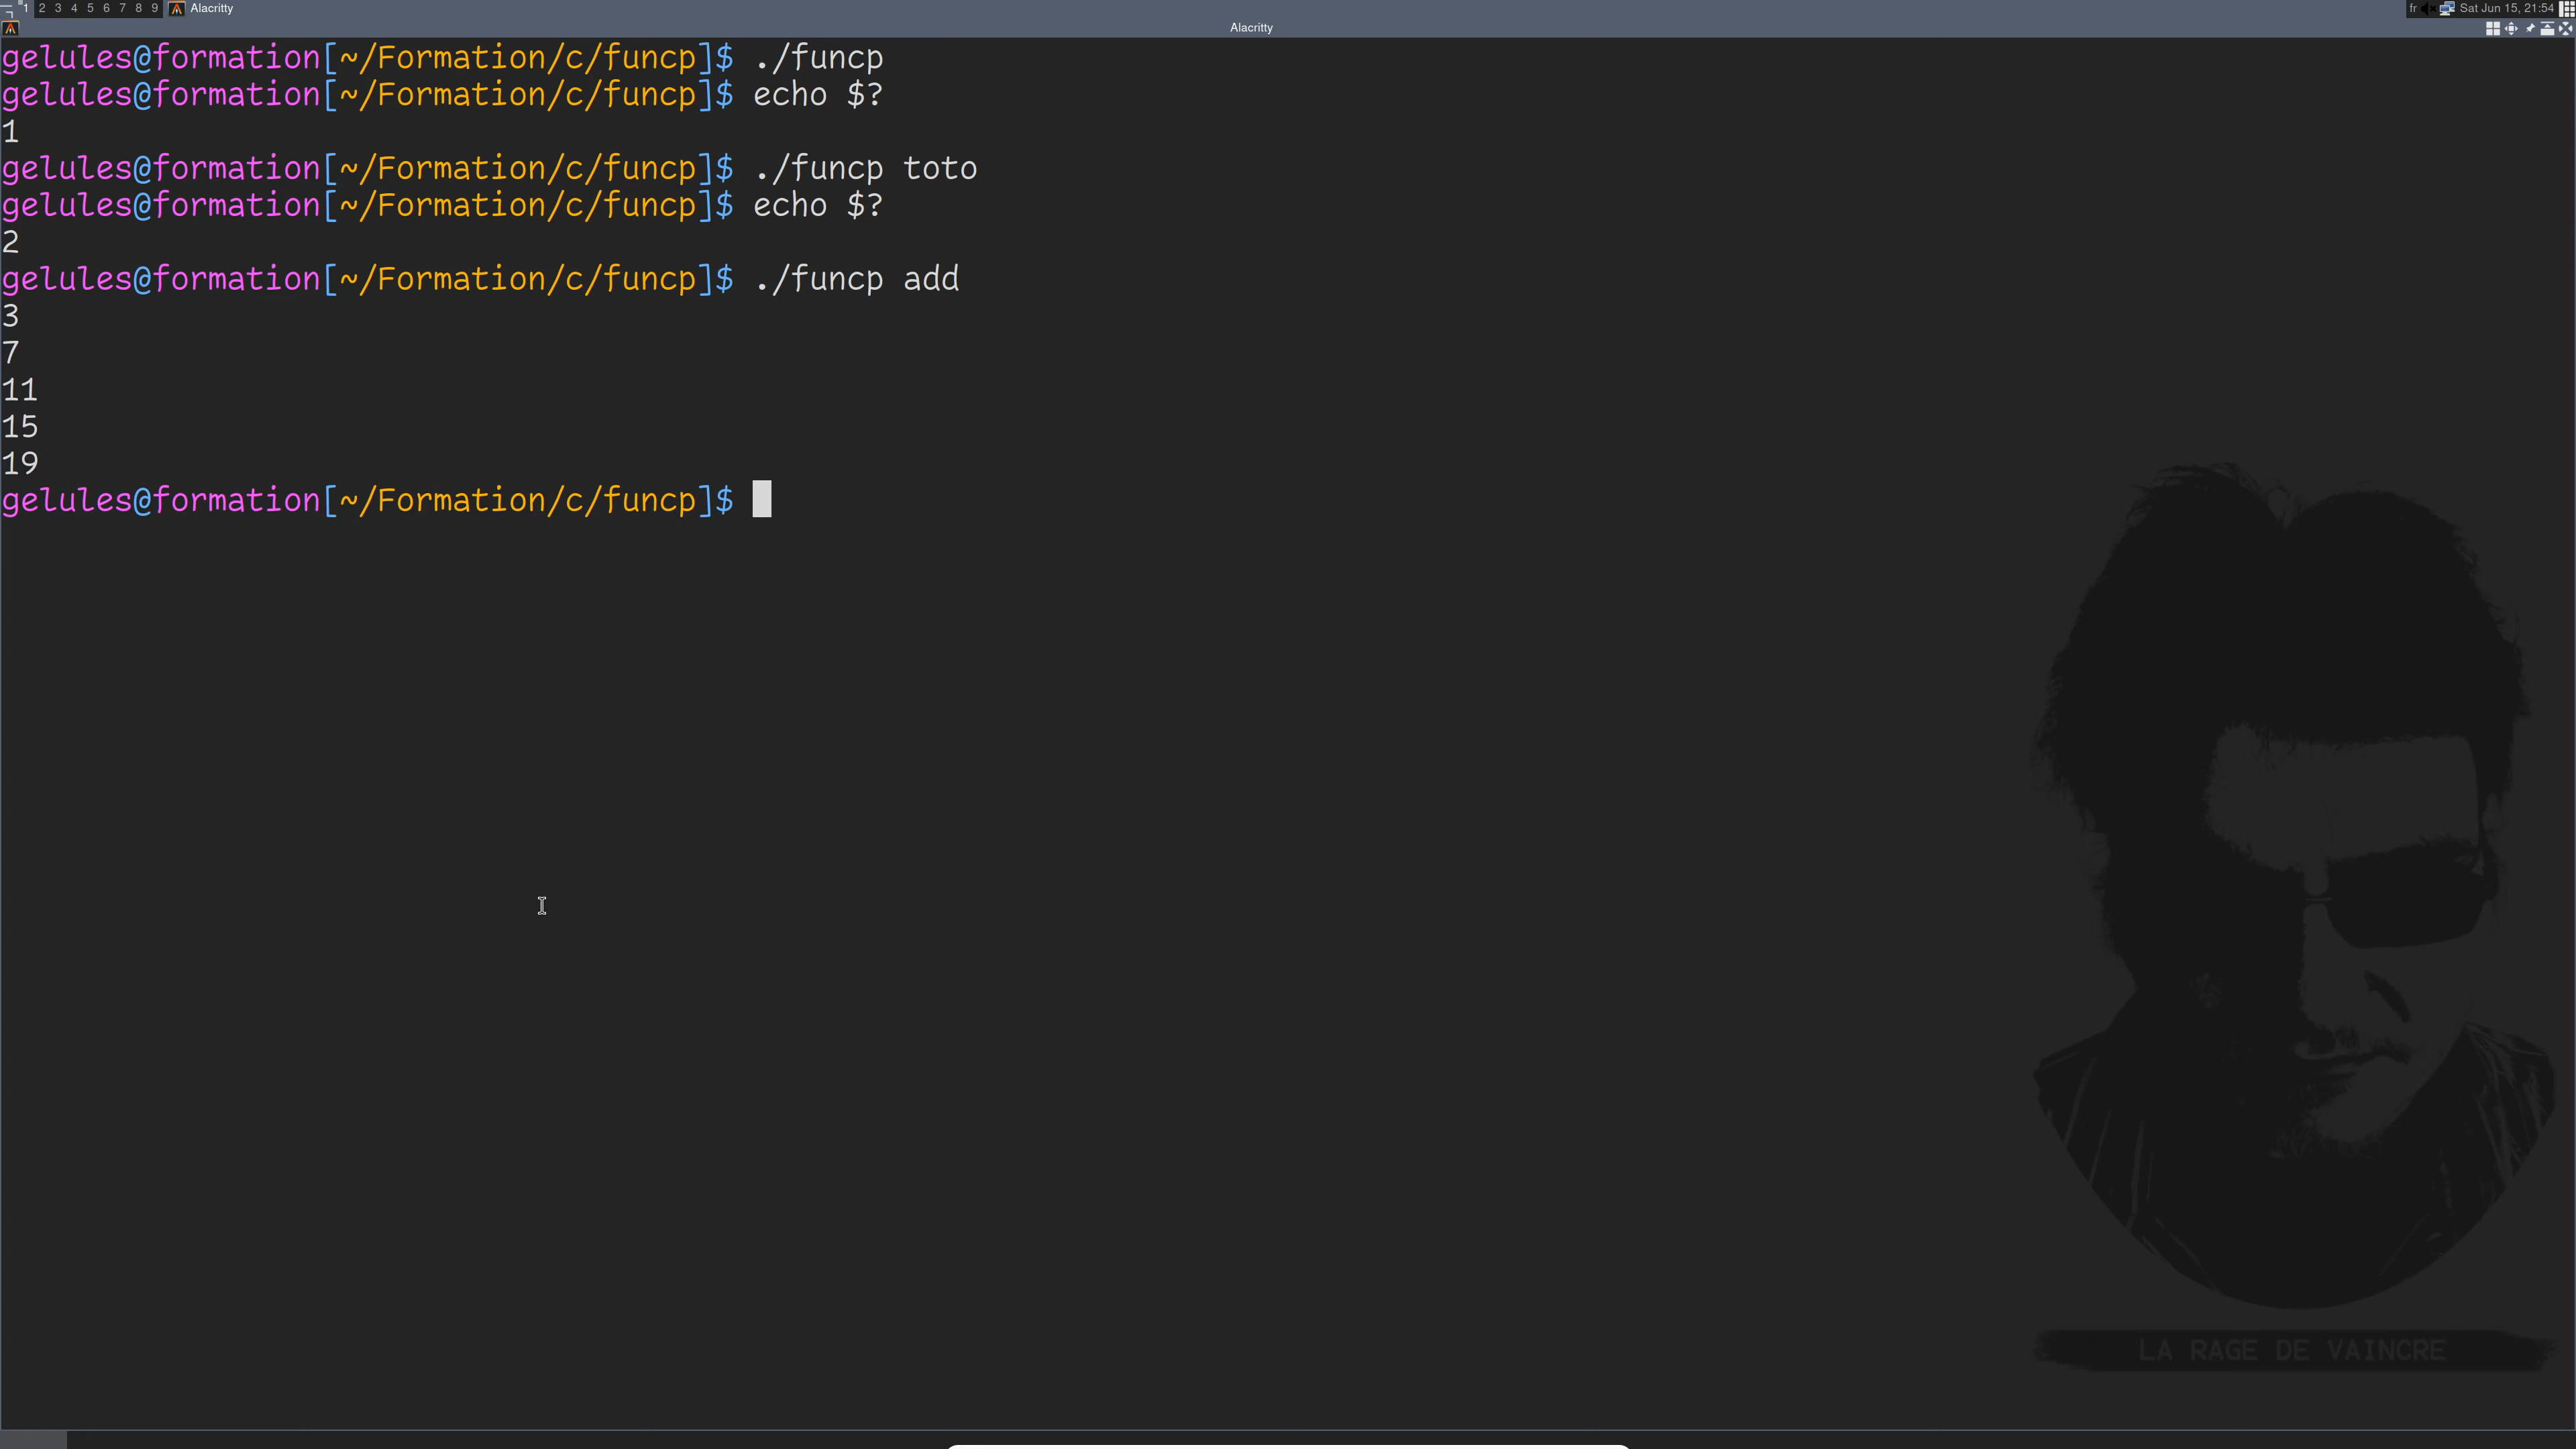 1 2 3 4 5 6 7 8 9 Alacritty fr Sat Jun 15, 21:54
Alacritty
gelules@formation[~/Formation/c/funcp]$ ./funcp
gelules@formation[~/Formation/c/funcp]$ echo $?
1
gelules@formation[~/Formation/c/funcp]$ ./funcp toto
gelules@formation[~/Formation/c/funcp]$ echo $?
2
gelules@formation[~/Formation/c/funcp]$ ./funcp add
3
7
11
15
19
gelules@formation[~/Formation/c/funcp]$
LA RAGE DE VAINCRE